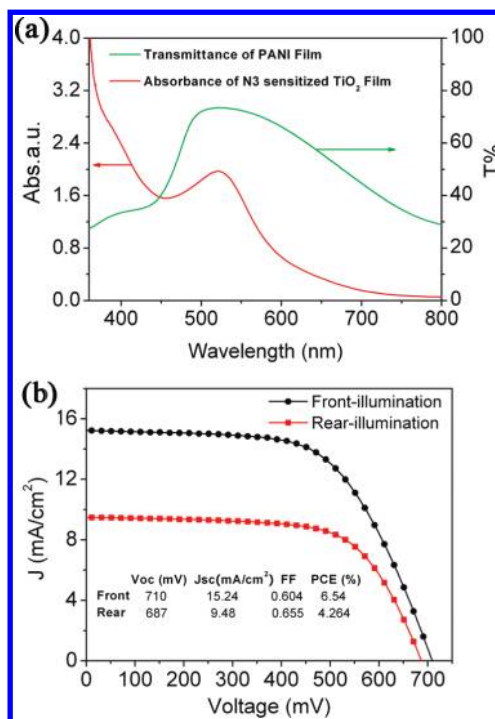 (a)
Transmittance of PANI Film
Absorbance of N3 sensitized TiO2 Film
4.0
3.2
2.4
1.6
0.8
0.0
Abs.a.u.
100
80
60
40
20
0
T%
400 500 600 700 800
Wavelength (nm)
(b)
Front-illumination
Rear-illumination
16
12
8
4
0
J (mA/cm²)
Voc (mV) Jsc(mA/cm²) FF PCE (%)
Front 710 15.24 0.604 6.54
Rear 687 9.48 0.655 4.264
0 100 200 300 400 500 600 700
Voltage (mV)